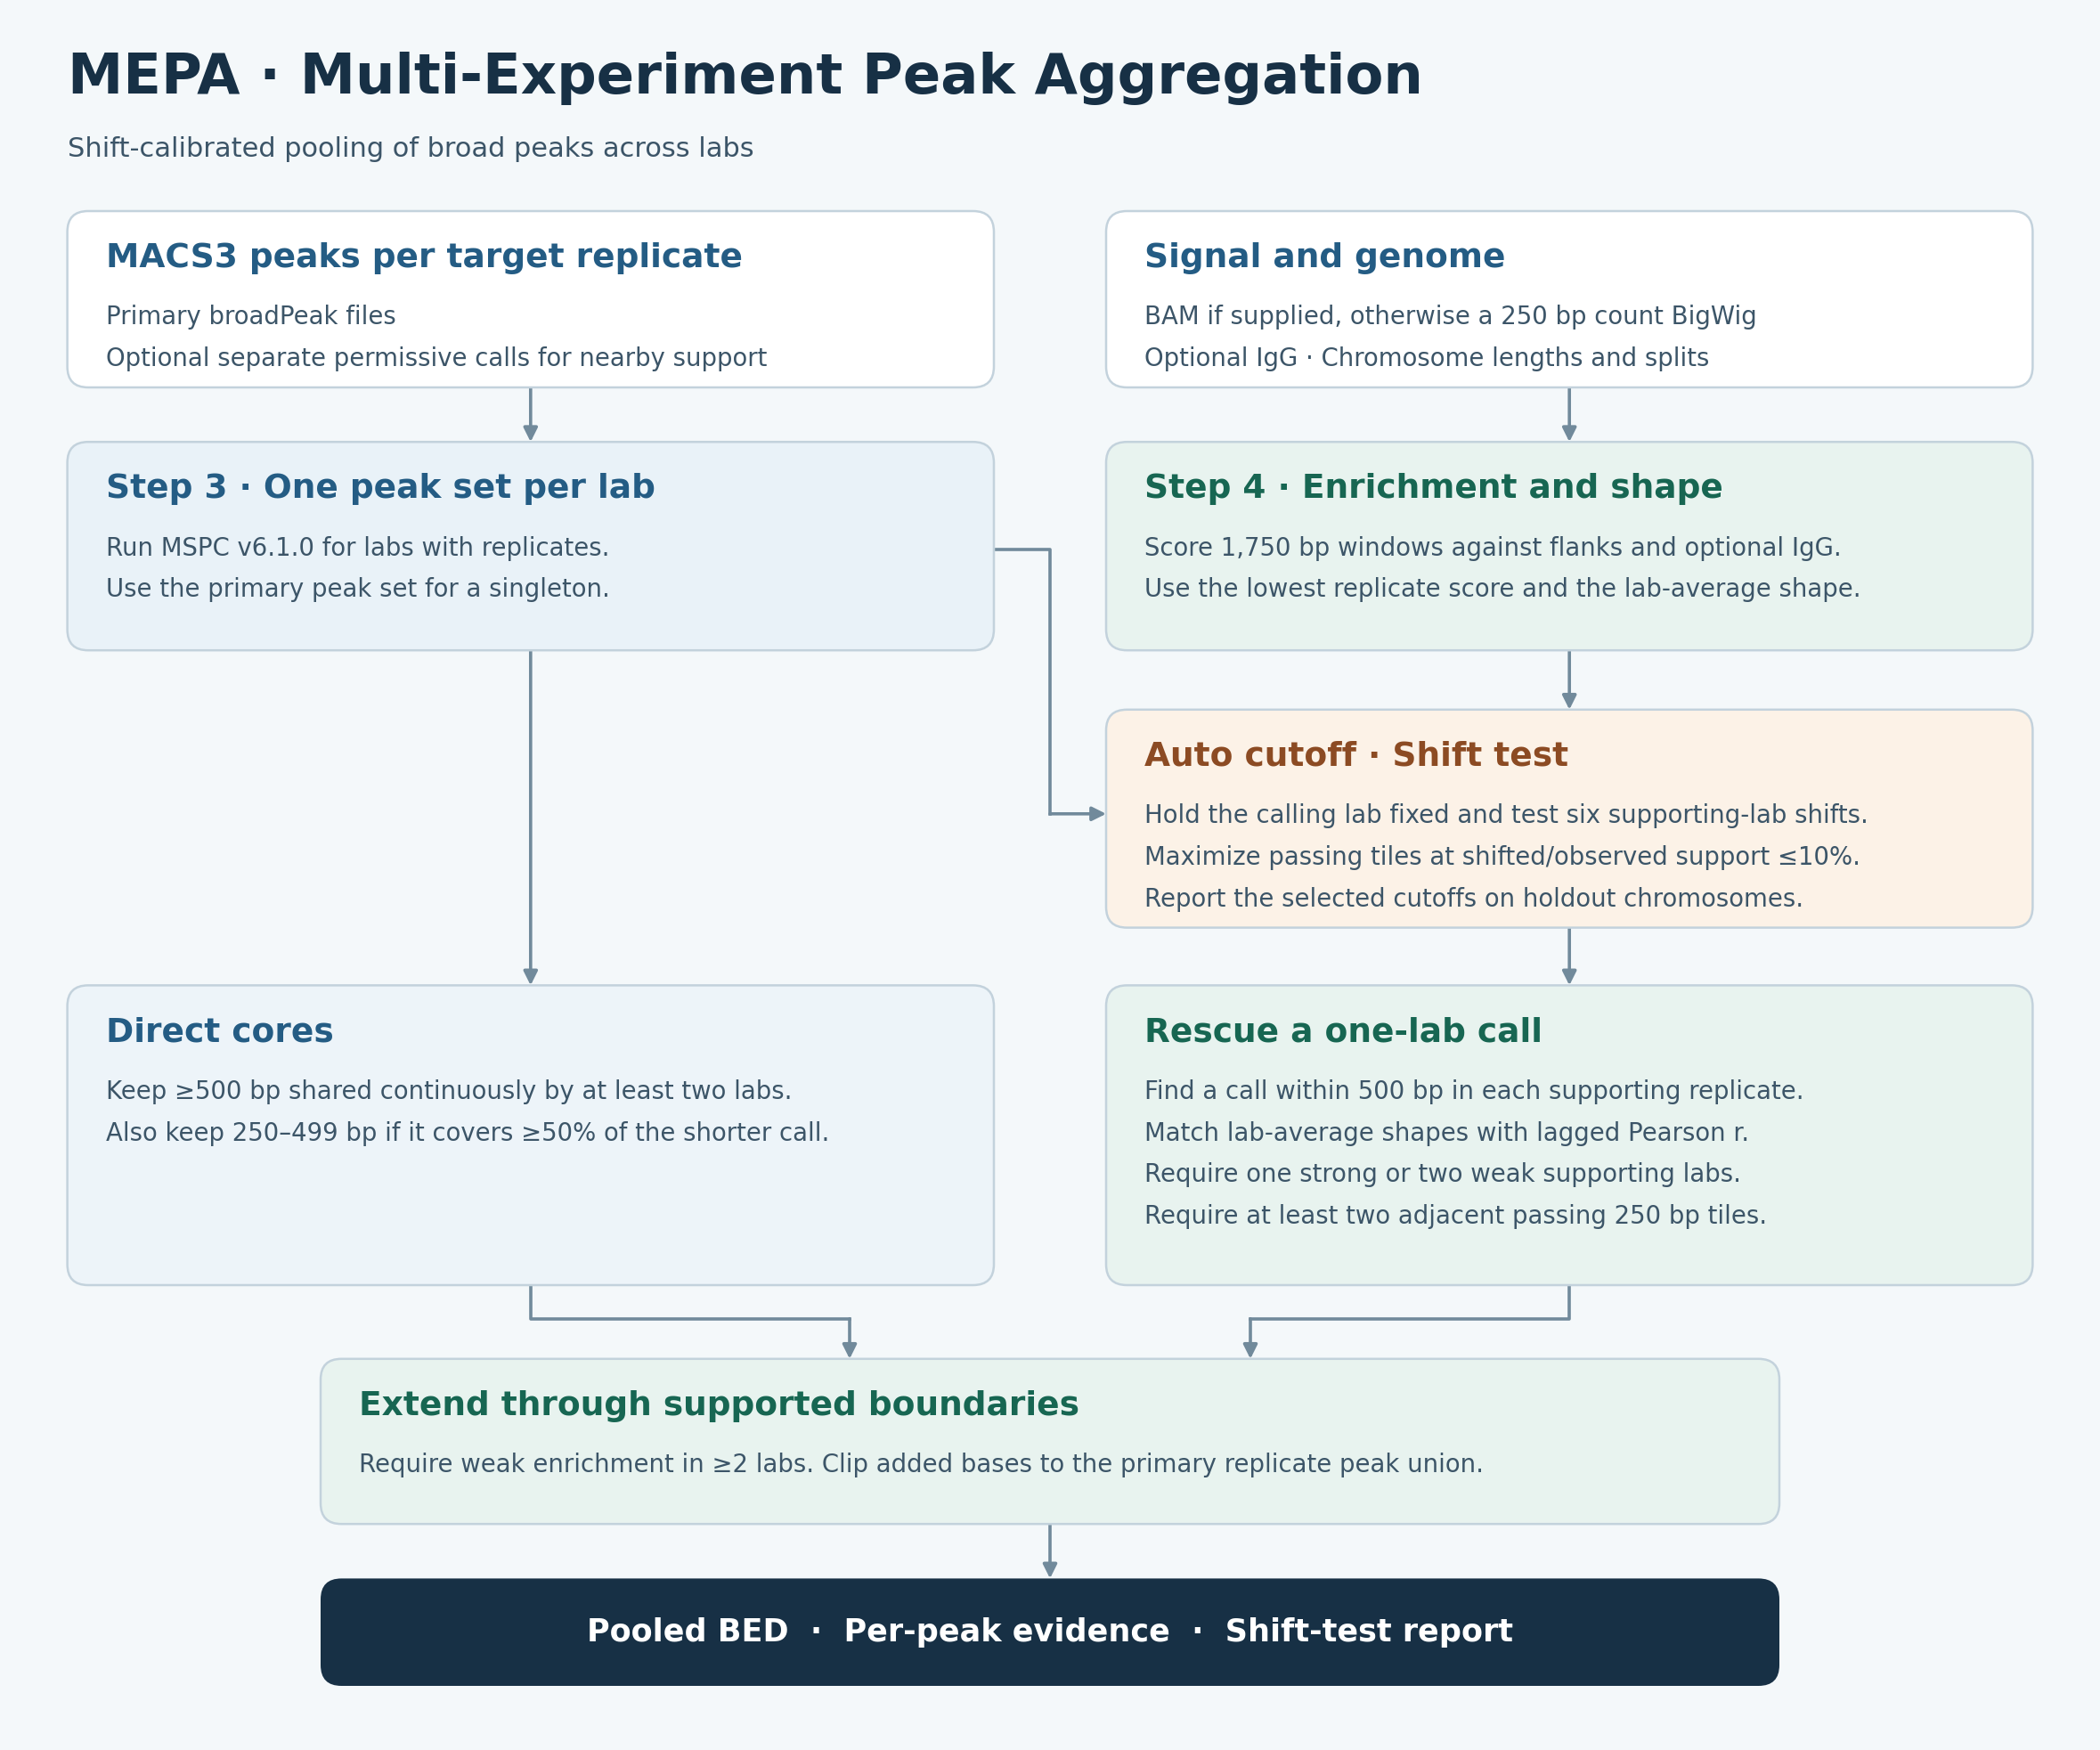 MEPA · Multi-Experiment Peak Aggregation
Shift-calibrated pooling of broad peaks across labs
MACS3 peaks per target replicate
Primary broadPeak files
Optional separate permissive calls for nearby support
Signal and genome
BAM if supplied, otherwise a 250 bp count BigWig
Optional IgG · Chromosome lengths and splits
Step 3 · One peak set per lab
Run MSPC v6.1.0 for labs with replicates.
Use the primary peak set for a singleton.
Step 4 · Enrichment and shape
Score 1,750 bp windows against flanks and optional IgG.
Use the lowest replicate score and the lab-average shape.
Auto cutoff · Shift test
Hold the calling lab fixed and test six supporting-lab shifts.
Maximize passing tiles at shifted/observed support ≤10%.
Report the selected cutoffs on holdout chromosomes.
Direct cores
Keep ≥500 bp shared continuously by at least two labs.
Also keep 250–499 bp if it covers ≥50% of the shorter call.
Rescue a one-lab call
Find a call within 500 bp in each supporting replicate.
Match lab-average shapes with lagged Pearson r.
Require one strong or two weak supporting labs.
Require at least two adjacent passing 250 bp tiles.
Extend through supported boundaries
Require weak enrichment in ≥2 labs. Clip added bases to the primary replicate peak union.
Pooled BED · Per-peak evidence · Shift-test report